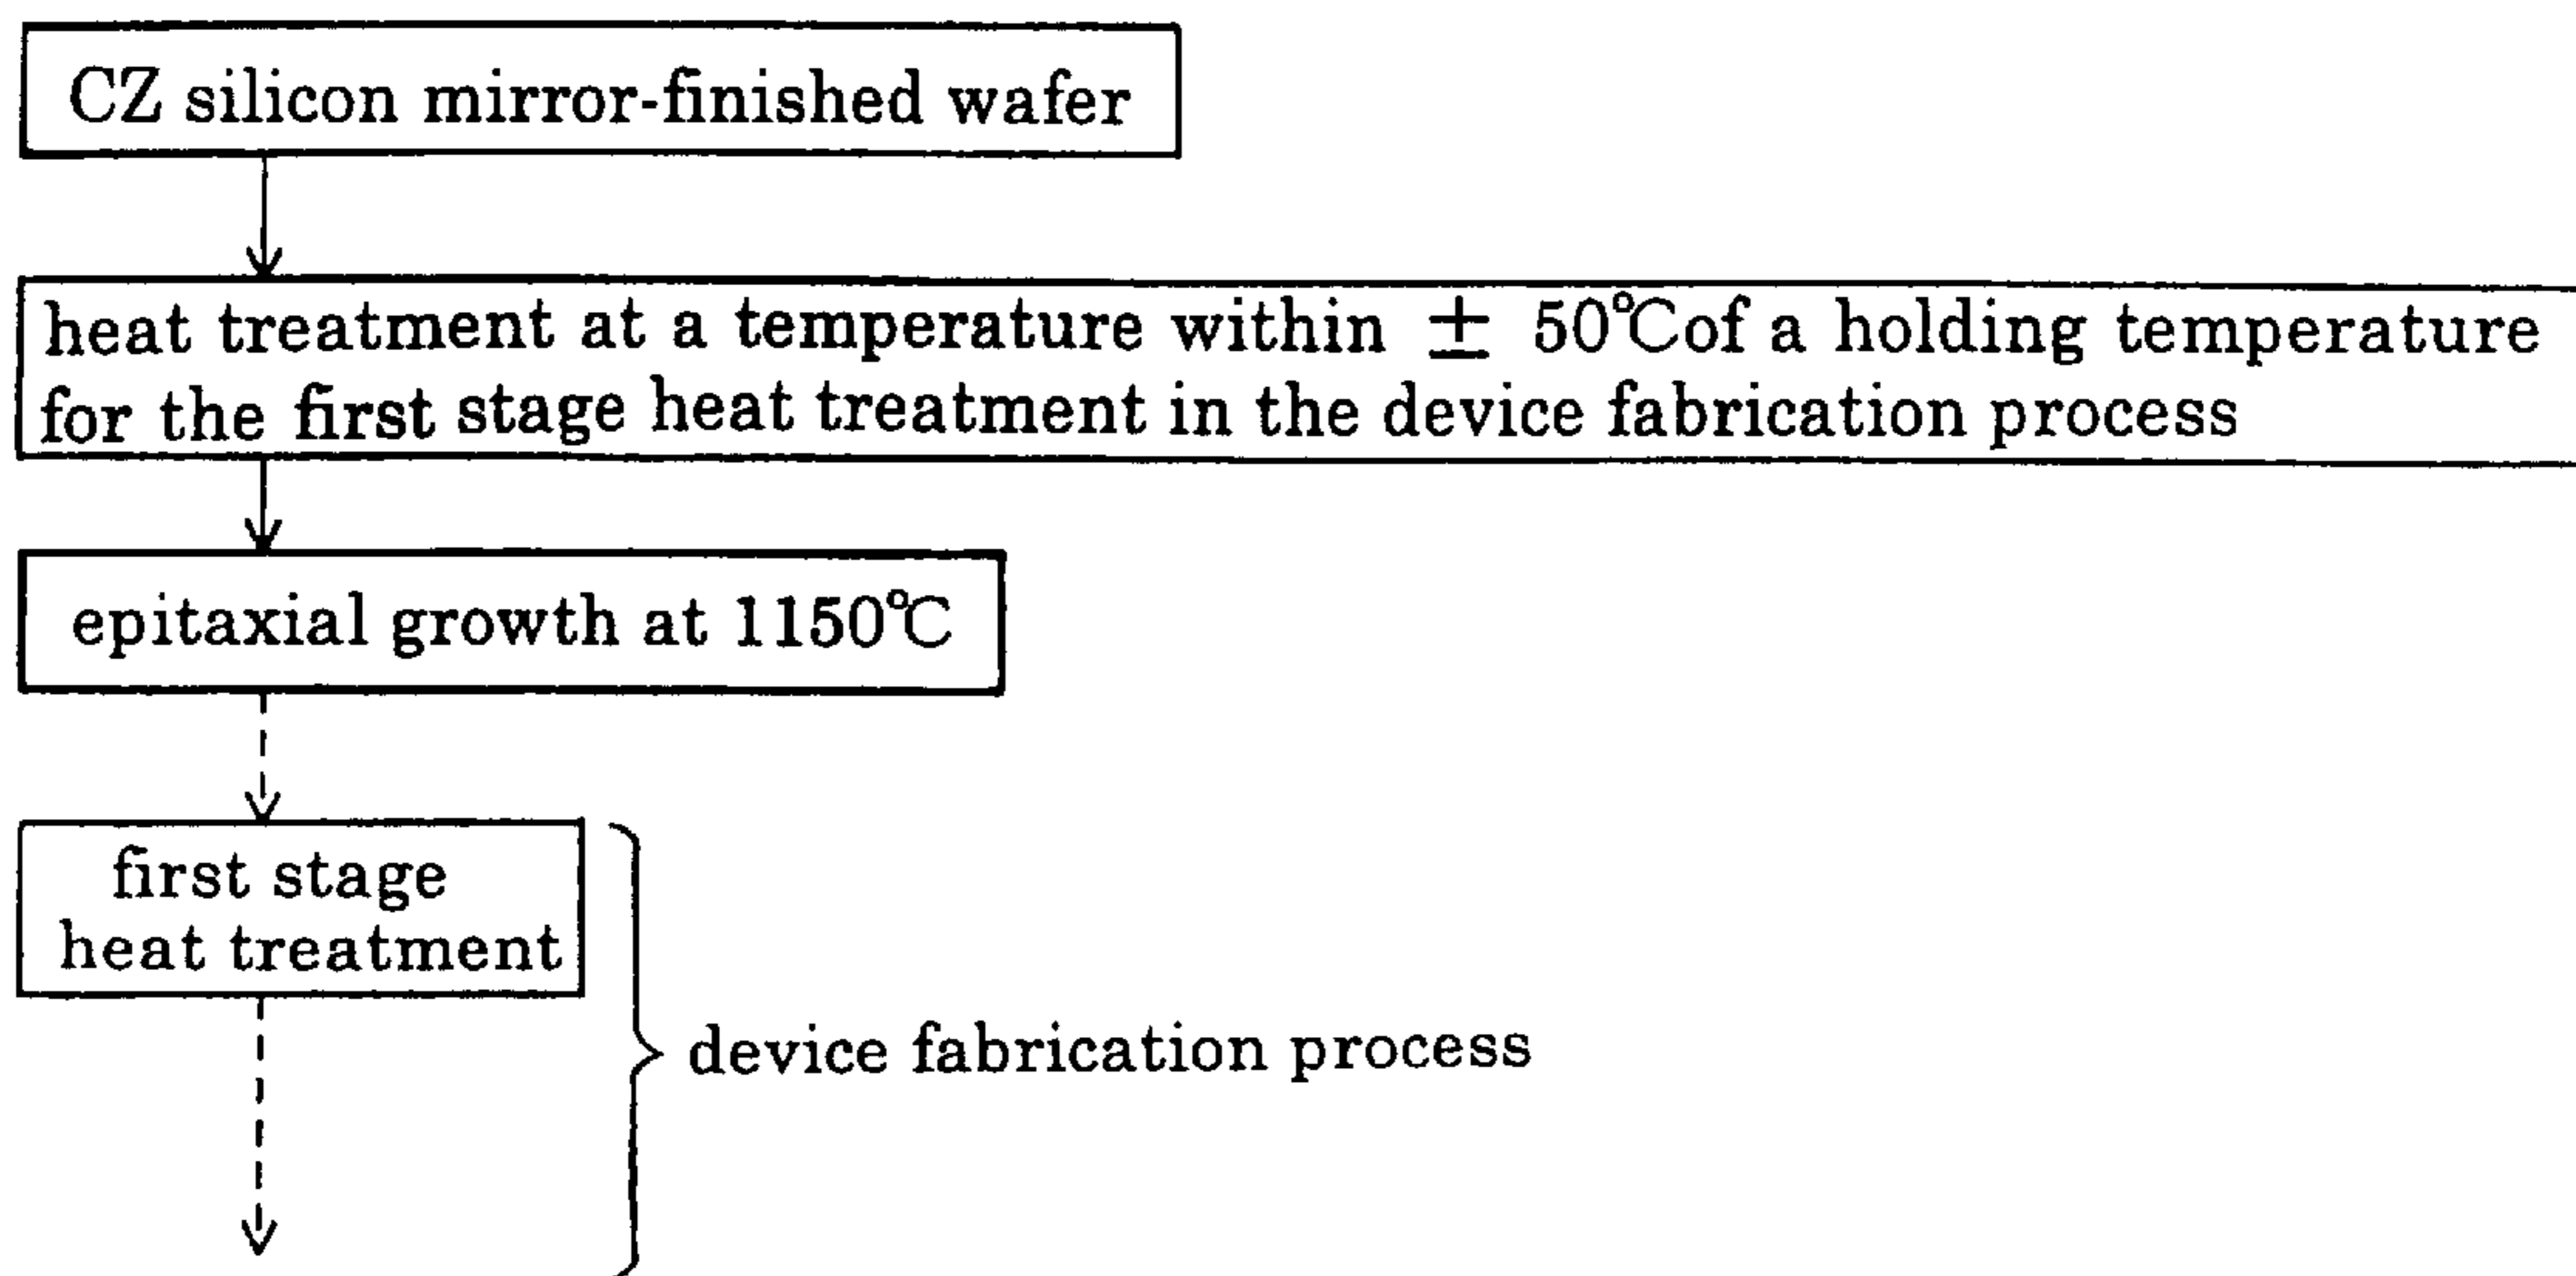 CZ silicon mirror-finished wafer
heat treatment at a temperature within ± 50℃of a holding temperature
for the first stage heat treatment in the device fabrication process
epitaxial growth at 1150℃
first stage
heat treatment
device fabrication process